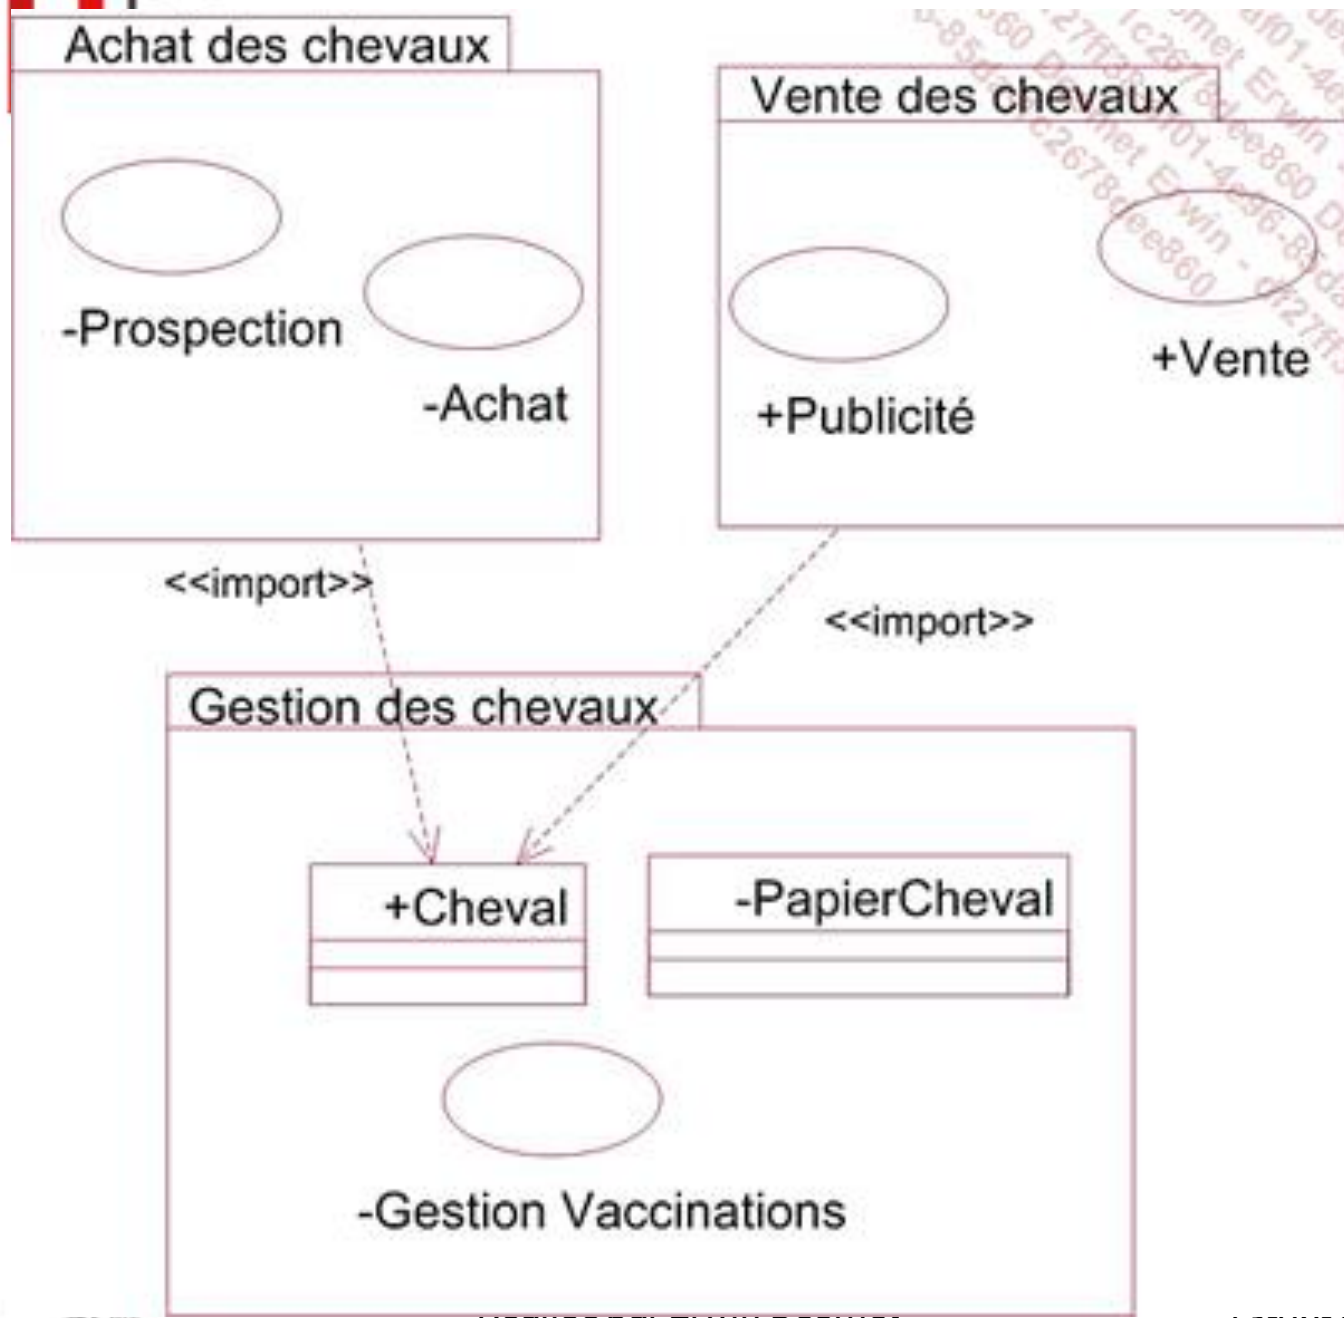 Achat des chevaux
Vente des chevaux
-Prospection
-Achat
+Publicité
+Vente
<<import>>
<<import>>
Gestion des chevaux
+Cheval
-PapierCheval
-Gestion Vaccinations